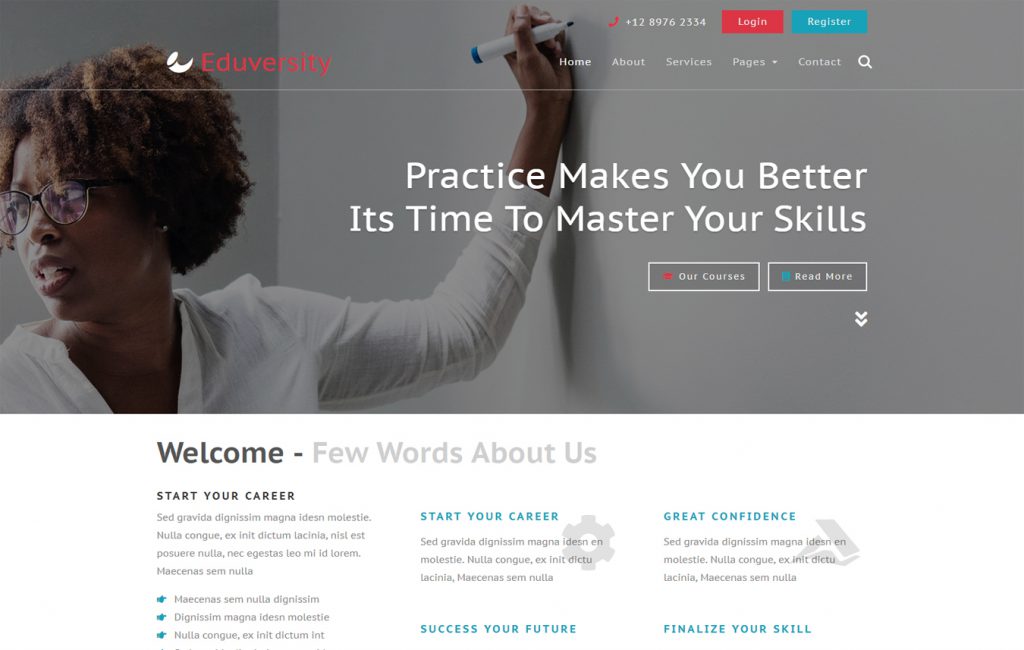 +12 8976 2334 Login Register
Eduversity
Home About Services Pages Contact
Practice Makes You Better
Its Time To Master Your Skills
Our Courses Read More
Welcome - Few Words About Us
START YOUR CAREER
Sed gravida dignissim magna idesn molestie.
Nulla congue, ex init dictum lacinia, nisl est
posuere nulla, nec egestas leo mi id lorem.
Maecenas sem nulla
Maecenas sem nulla dignissim
Dignissim magna idesn molestie
Nulla congue, ex init dictum int
START YOUR CAREER
Sed gravida dignissim magna idesn en
molestie. Nulla congue, ex init dictu
lacinia, Maecenas sem nulla
GREAT CONFIDENCE
Sed gravida dignissim magna idesn en
molestie. Nulla congue, ex init dictu
lacinia, Maecenas sem nulla
SUCCESS YOUR FUTURE
FINALIZE YOUR SKILL